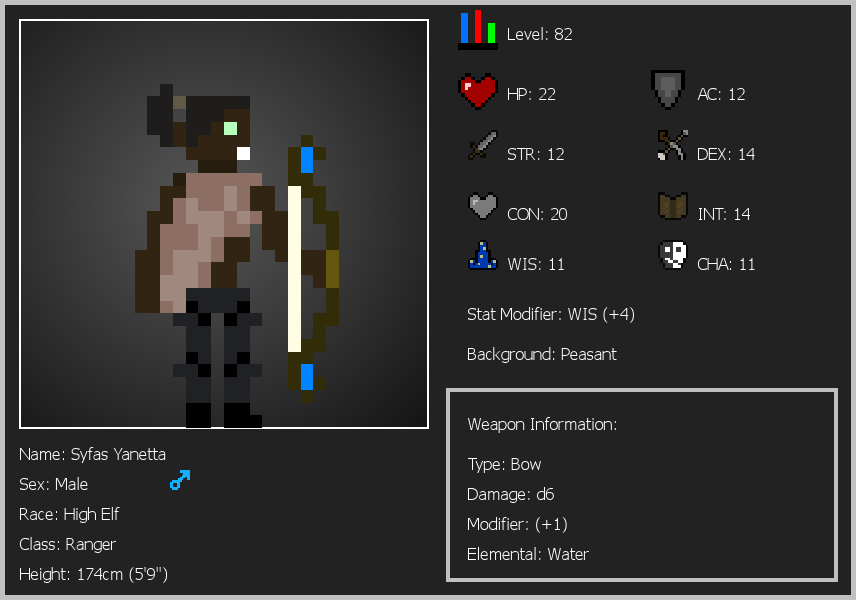 Level: 82
HP: 22
AC: 12
STR: 12
DEX: 14
CON: 20
INT: 14
WIS: 11
CHA: 11
Stat Modifier: WIS (+4)
Background: Peasant
Weapon Information:
Type: Bow
Damage: d6
Modifier: (+1)
Elemental: Water
Name: Syfas Yanetta
Sex: Male
Race: High Elf
Class: Ranger
Height: 174cm (5'9")